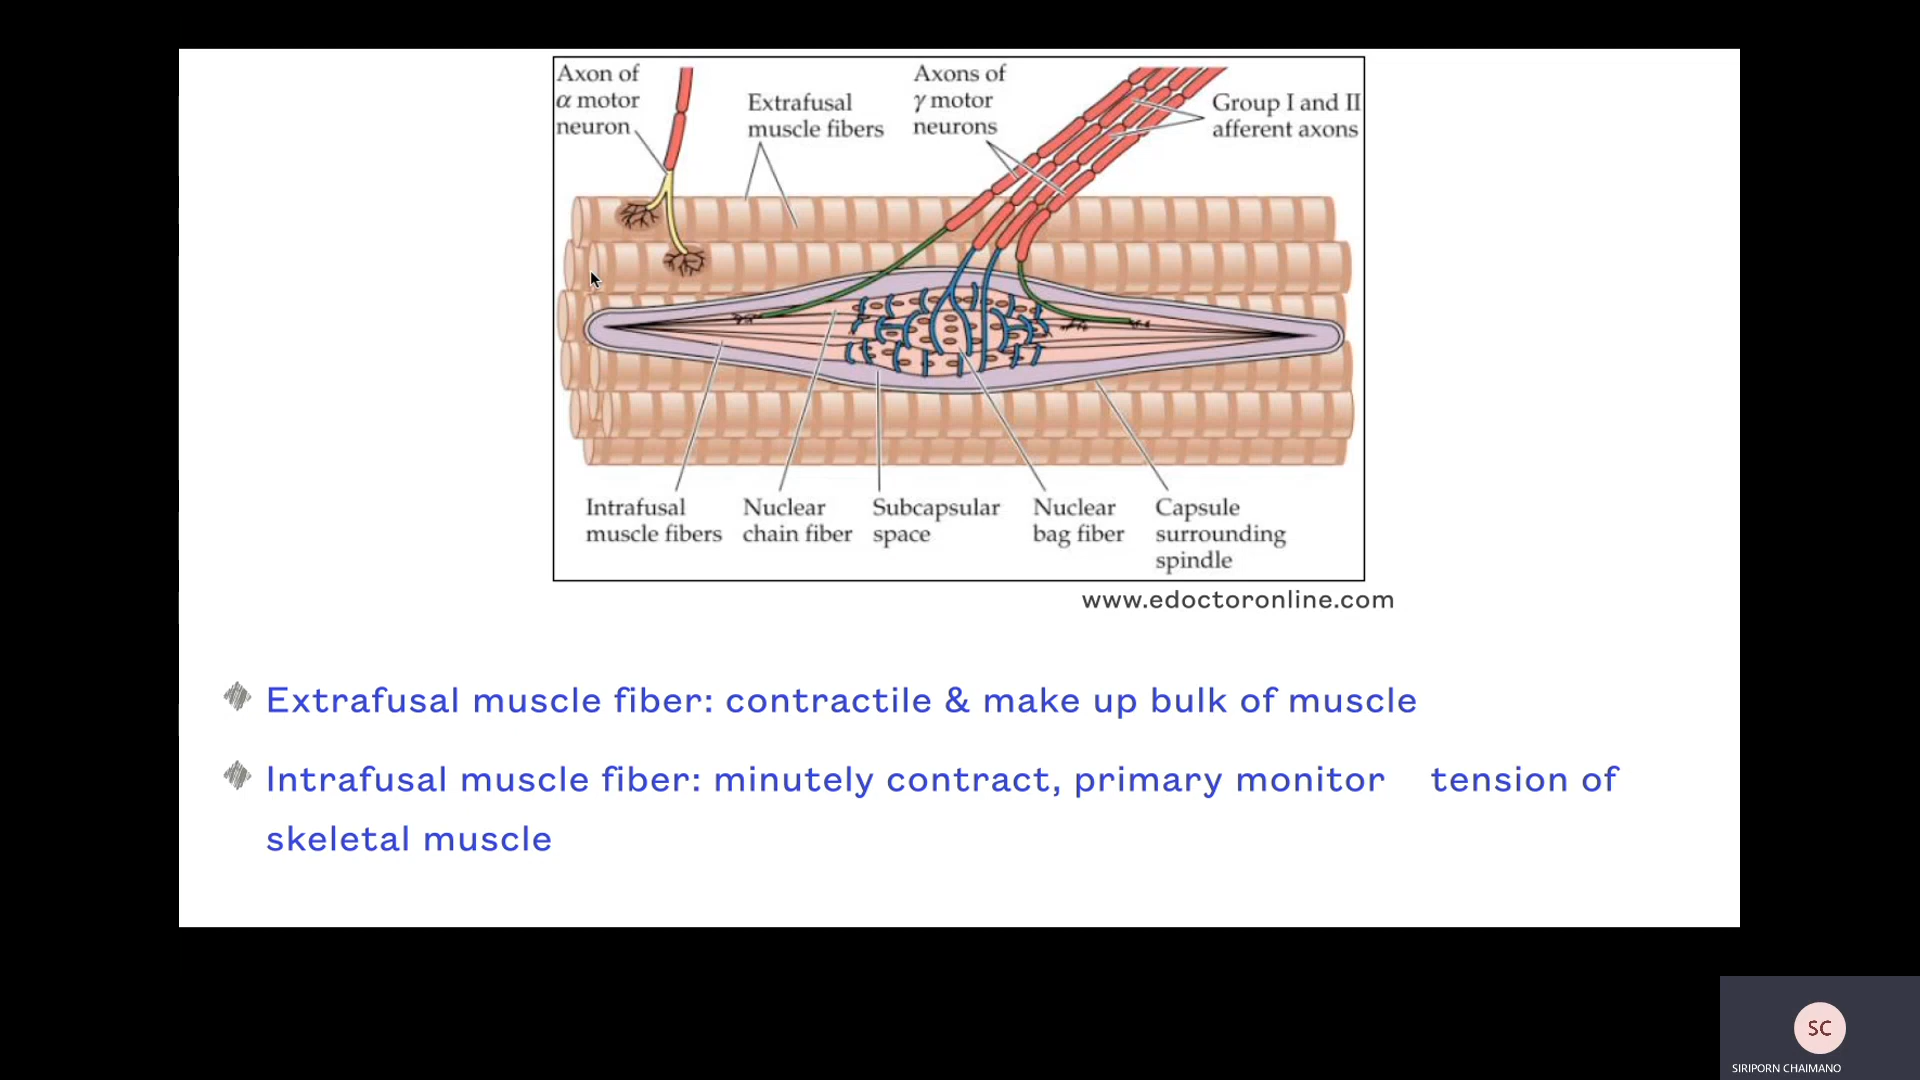 Axon of
α motor
neuron
Extrafusal
muscle fibers
Axons of
γ motor
neurons
Group I and II
afferent axons
Intrafusal
muscle fibers
Nuclear
chain fiber
Subcapsular
space
Nuclear
bag fiber
Capsule
surrounding
spindle
www.edoctoronline.com
Extrafusal muscle fiber: contractile & make up bulk of muscle
Intrafusal muscle fiber: minutely contract, primary monitor tension of
skeletal muscle
SC
SIRIPORN CHAIMANO